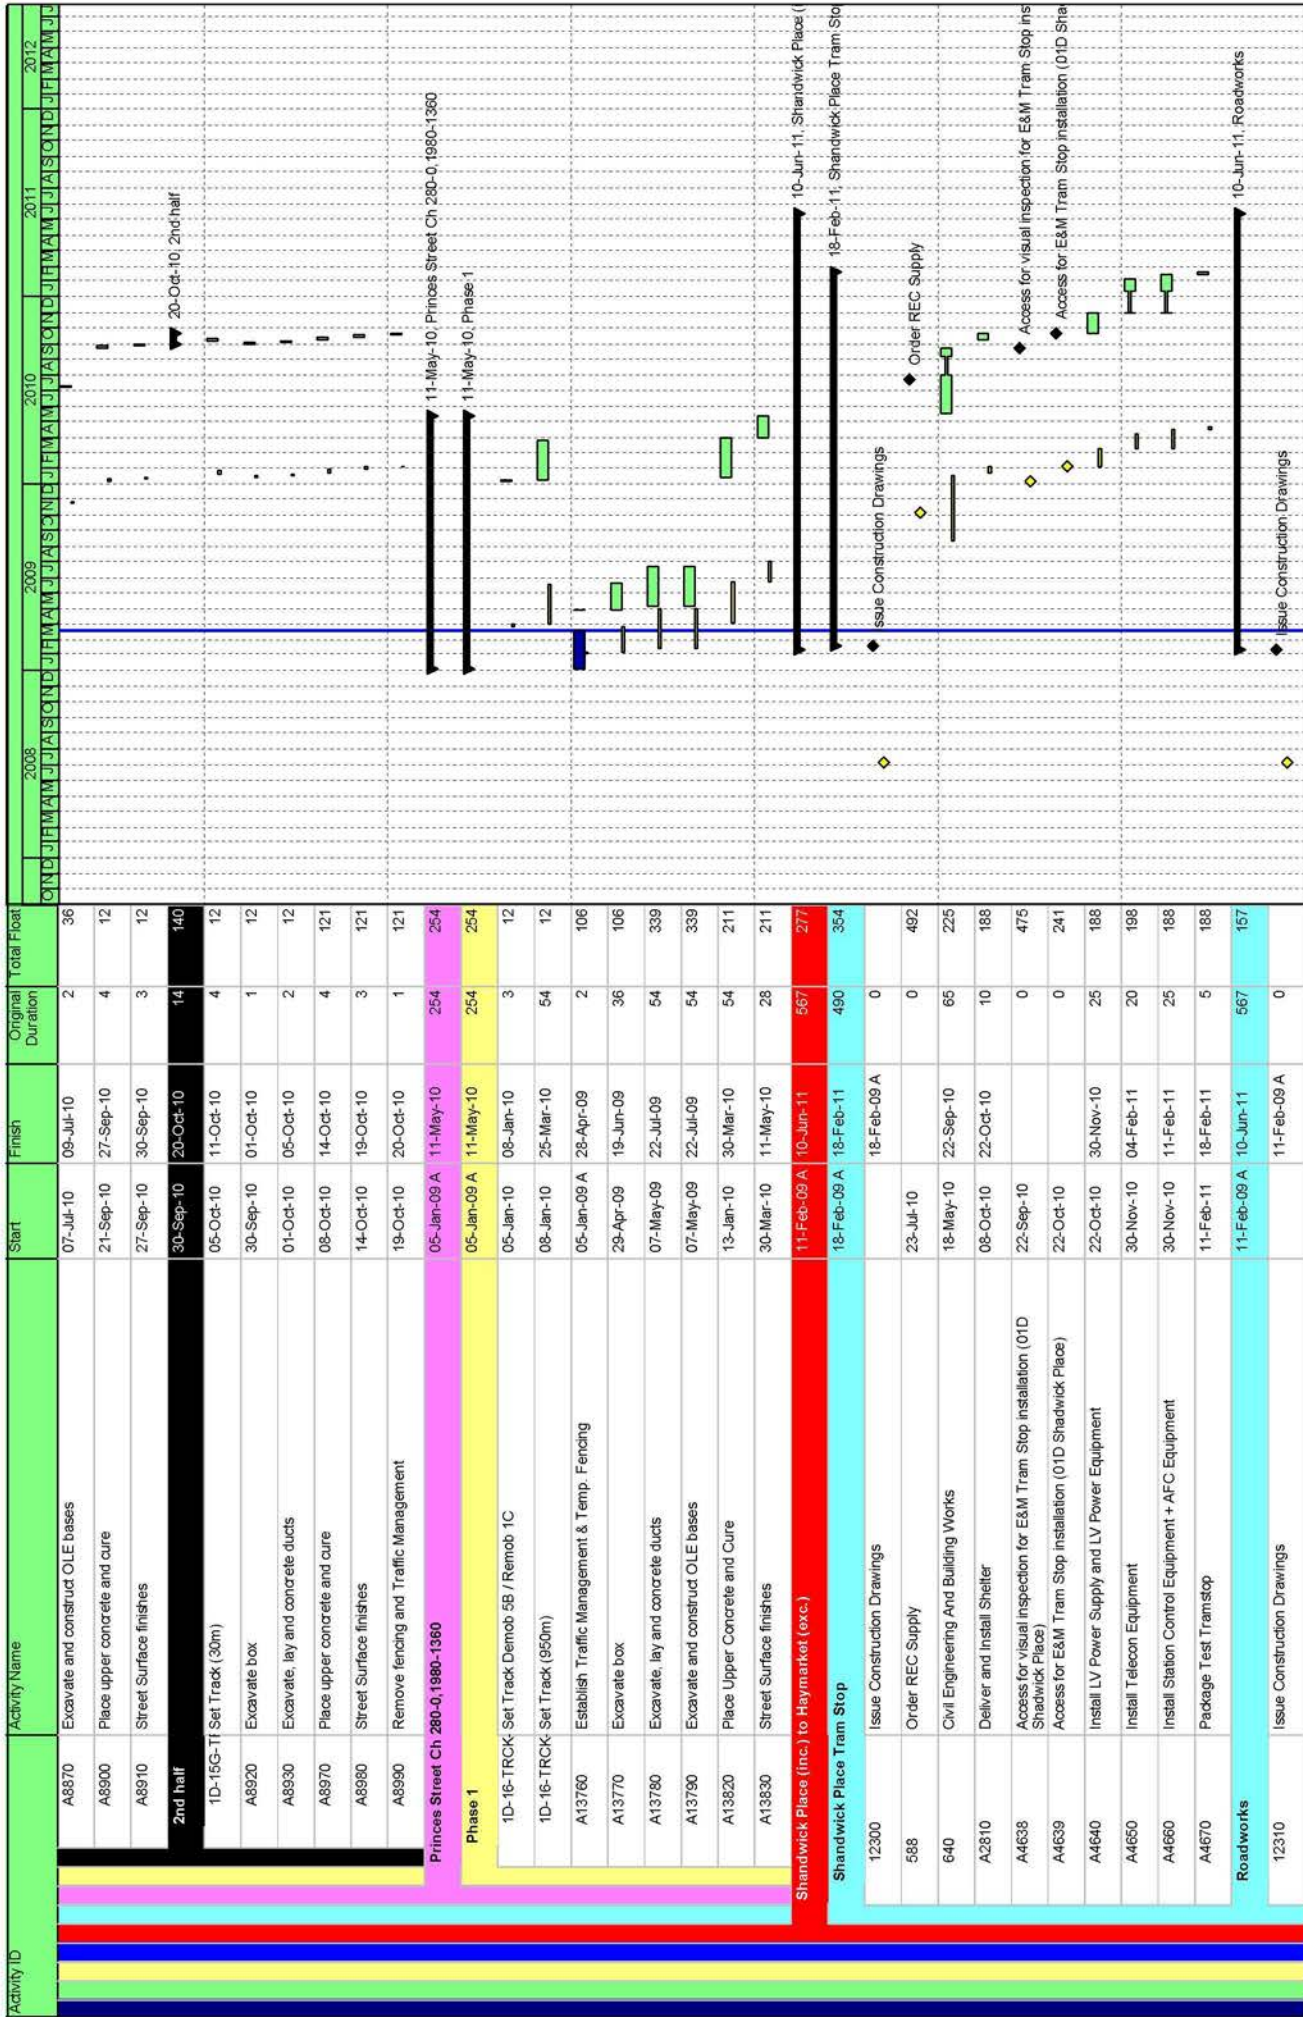 Activity ID Activity Name Start Finish Original Duration Total Float
2008 2009 2010 2011 2012
O N D J F M A M J J A S O N D J F M A M J J A S O N D J F M A M J J A S O N D J F M A M J J A S O N D J F M A M J J
A8870 Excavate and construct OLE bases 07-Jul-10 09-Jul-10 2 36
A8900 Place upper concrete and cure 21-Sep-10 27-Sep-10 4 12
A8910 Street Surface finishes 27-Sep-10 30-Sep-10 3 12
2nd half 30-Sep-10 20-Oct-10 14 140 20-Oct-10, 2nd half
1D-15G-TF Set Track (30m) 05-Oct-10 11-Oct-10 4 12
A8920 Excavate box 30-Sep-10 01-Oct-10 1 12
A8930 Excavate, lay and concrete ducts 01-Oct-10 05-Oct-10 2 12
A8970 Place upper concrete and cure 08-Oct-10 14-Oct-10 4 121
A8980 Street Surface finishes 14-Oct-10 19-Oct-10 3 121
A8990 Remove fencing and Traffic Management 19-Oct-10 20-Oct-10 1 121
Princes Street Ch 280-0,1980-1360 05-Jan-09 A 11-May-10 254 254 11-May-10, Princes Street Ch 280-0,1980-1360
Phase 1 05-Jan-09 A 11-May-10 254 254 11-May-10, Phase 1
1D-16-TRCK- Set Track Demob 5B / Remob 1C 05-Jan-10 08-Jan-10 3 12
1D-16-TRCK- Set Track (950m) 08-Jan-10 25-Mar-10 54 12
A13760 Establish Traffic Management & Temp. Fencing 05-Jan-09 A 28-Apr-09 2 106
A13770 Excavate box 29-Apr-09 19-Jun-09 36 106
A13780 Excavate, lay and concrete ducts 07-May-09 22-Jul-09 54 339
A13790 Excavate and construct OLE bases 07-May-09 22-Jul-09 54 339
A13820 Place Upper Concrete and Cure 13-Jan-10 30-Mar-10 54 211
A13830 Street Surface finishes 30-Mar-10 11-May-10 28 211
Shandwick Place (inc.) to Haymarket (exc.) 11-Feb-09 A 10-Jun-11 567 277 10-Jun-11, Shandwick Place (
Shandwick Place Tram Stop 18-Feb-09 A 18-Feb-11 490 354 18-Feb-11, Shandwick Place Tram Stop
12300 Issue Construction Drawings 18-Feb-09 A 0 ssue Construction Drawings
588 Order REC Supply 23-Jul-10 0 492 Order REC Supply
640 Civil Engineering And Building Works 18-May-10 22-Sep-10 65 225
A2810 Deliver and Install Shelter 08-Oct-10 22-Oct-10 10 188
A4638 Access for visual inspection for E&M Tram Stop installation (01D Shadwick Place) 22-Sep-10 0 475 Access for visual inspection for E&M Tram Stop ins
A4639 Access for E&M Tram Stop installation (01D Shadwick Place) 22-Oct-10 0 241 Access for E&M Tram Stop installation (01D Sha
A4640 Install LV Power Supply and LV Power Equipment 22-Oct-10 30-Nov-10 25 188
A4650 Install Telecon Equipment 30-Nov-10 04-Feb-11 20 198
A4660 Install Station Control Equipment + AFC Equipment 30-Nov-10 11-Feb-11 25 188
A4670 Package Test Tramstop 11-Feb-11 18-Feb-11 5 188
Roadworks 11-Feb-09 A 10-Jun-11 567 157 10-Jun-11, Roadworks
12310 Issue Construction Drawings 11-Feb-09 A 0 Issue Construction Drawings